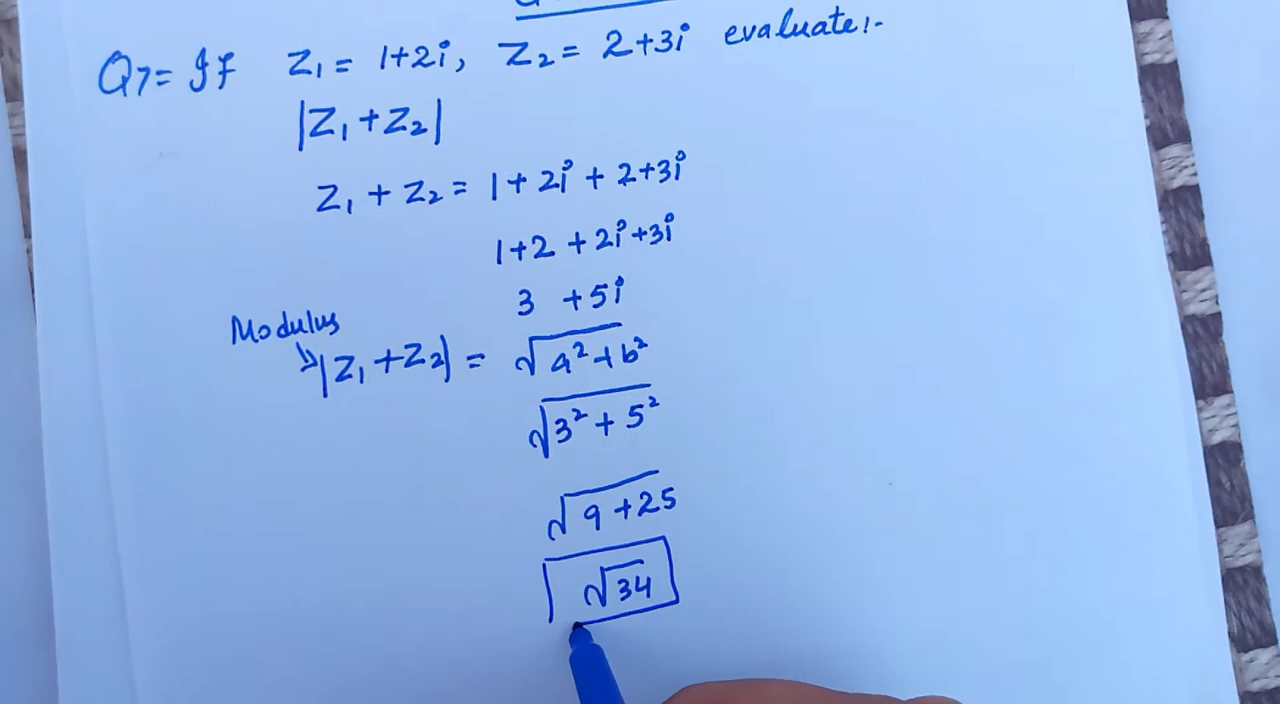 Q7= If Z₁ = 1+2i, Z₂ = 2+3i evaluate:-
|Z₁+Z₂|
Z₁ + Z₂ = 1 + 2i + 2+3i
1+2 +2i+3i
3 +5i
Modulus
|Z₁+Z₂| = √a²+b²
√3² + 5²
√9+25
√34